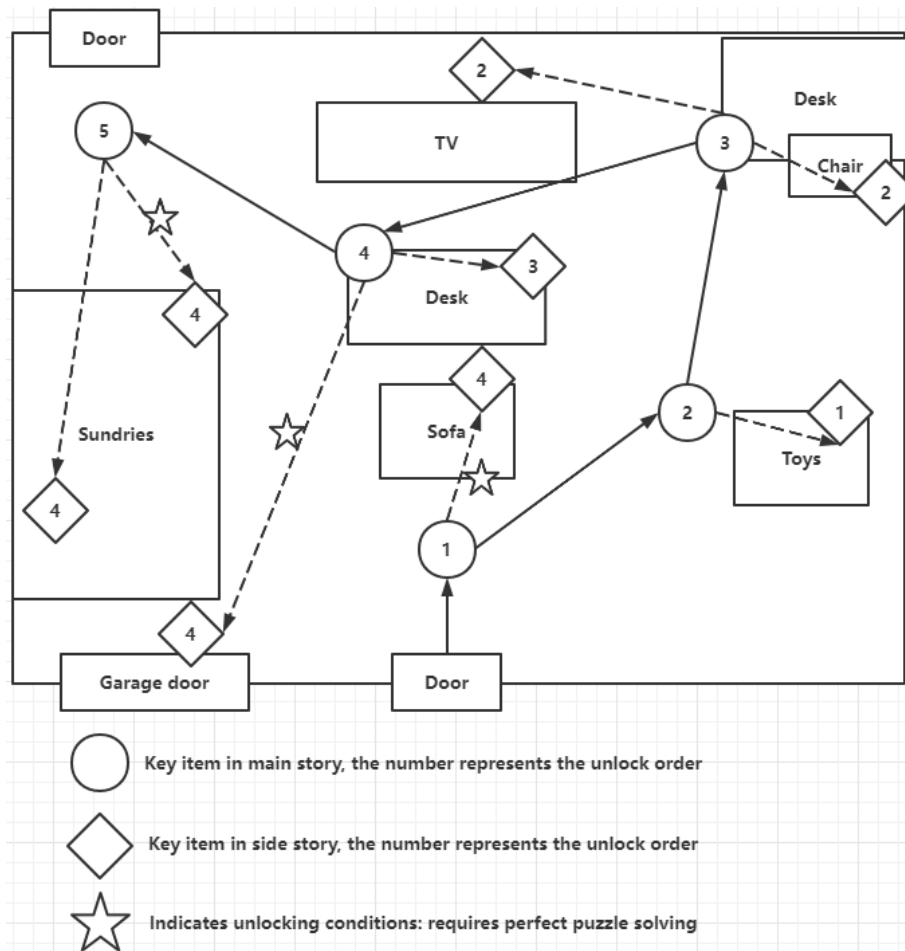 Door
2
Desk
5
TV
3
Chair
2
4
3
Desk
4
4
Sundries
Sofa
2
1
Toys
4
1
4
Garage door
Door
Key item in main story, the number represents the unlock order
Key item in side story, the number represents the unlock order
Indicates unlocking conditions: requires perfect puzzle solving